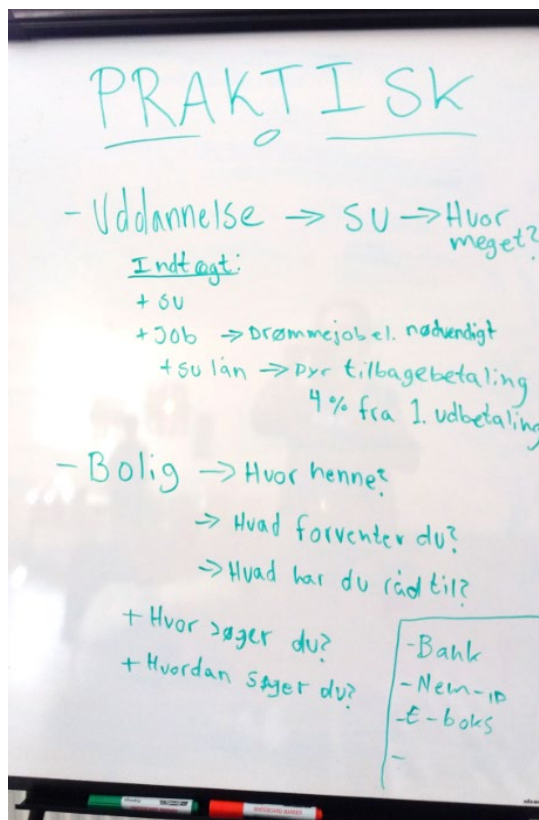 PRAKTISK
- Uddannelse → SU → Hvor
meget?
Indtægt:
+ SU
+ Job → Drømmejob el. nødvendigt
+ SU lån → Dyr tilbagebetaling
4% fra 1. udbetaling
- Bolig → Hvor henne?
→ Hvad forventer du?
→ Hvad har du råd til?
+ Hvor søger du?
+ Hvordan søger du?
- Bank
- Nem-ID
- E-boks
-